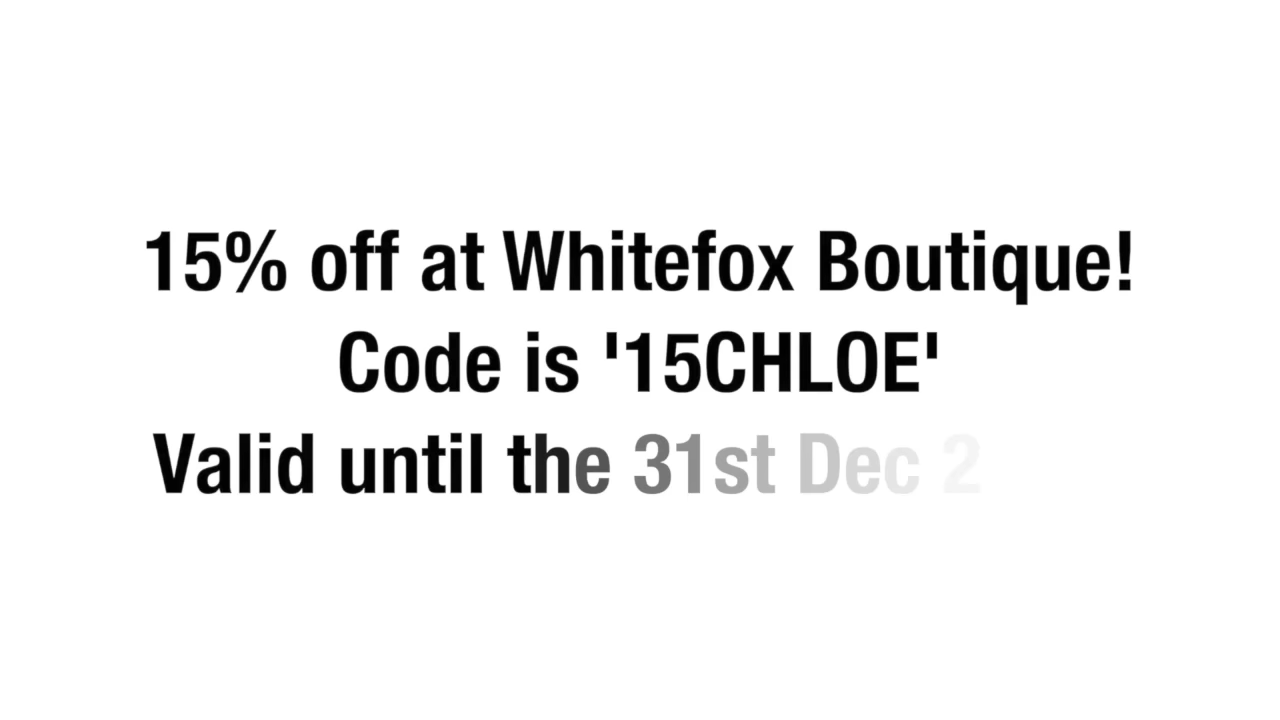 15% off at Whitefox Boutique!
Code is '15CHLOE'
Valid until the 31st Dec 2